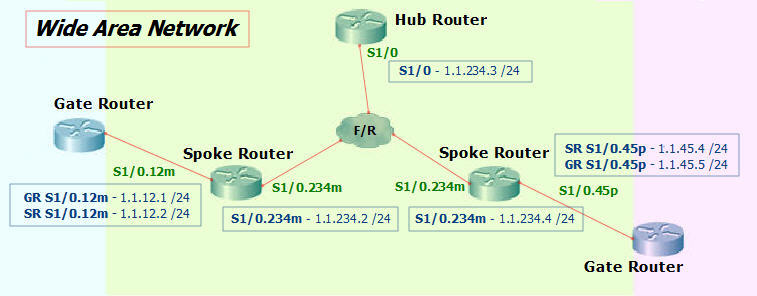 Wide Area Network
Hub Router
S1/0
S1/0 - 1.1.234.3 /24
Gate Router
F/R
S1/0.12m
Spoke Router
S1/0.234m
GR S1/0.12m - 1.1.12.1 /24
SR S1/0.12m - 1.1.12.2 /24
S1/0.234m - 1.1.234.2 /24
Spoke Router
S1/0.234m
S1/0.234m - 1.1.234.4 /24
SR S1/0.45p - 1.1.45.4 /24
GR S1/0.45p - 1.1.45.5 /24
S1/0.45p
Gate Router